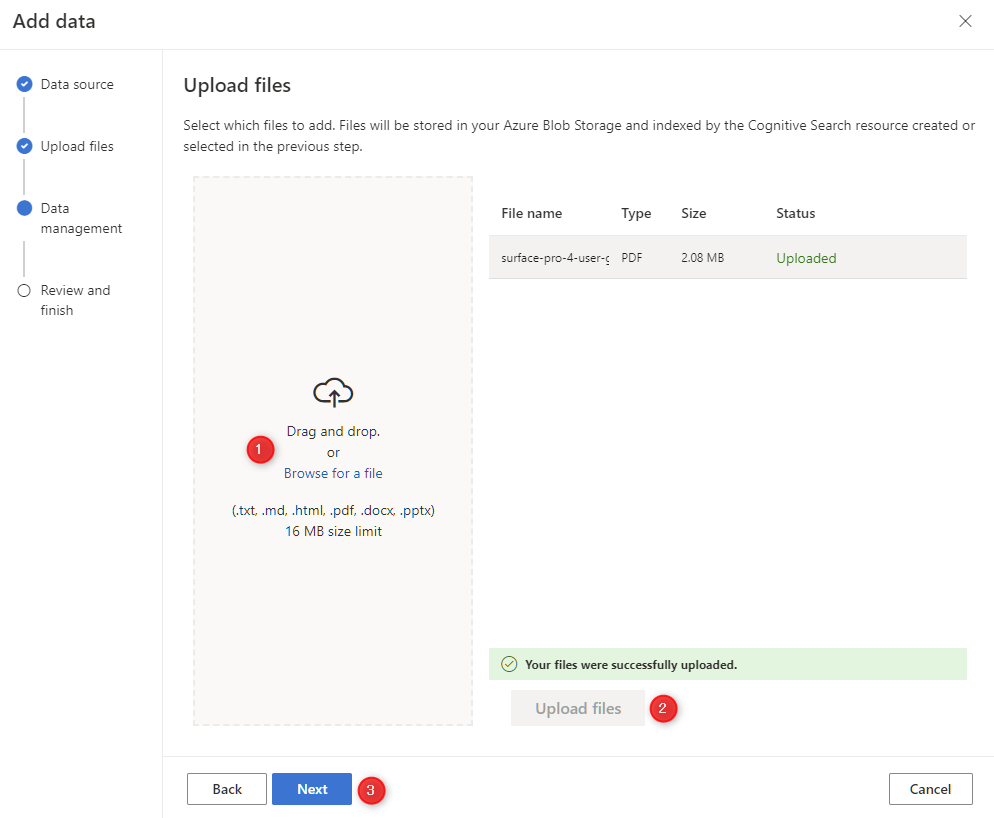 Add data
Data source
Upload files
Data
management
Review and
finish
Upload files
Select which files to add. Files will be stored in your Azure Blob Storage and indexed by the Cognitive Search resource created or
selected in the previous step.
Drag and drop.
or
Browse for a file
(.txt, .md, .html, .pdf, .docx, .pptx)
16 MB size limit
1
File name Type Size Status
surface-pro-4-user-g PDF 2.08 MB Uploaded
Your files were successfully uploaded.
Upload files 2
Back Next 3 Cancel